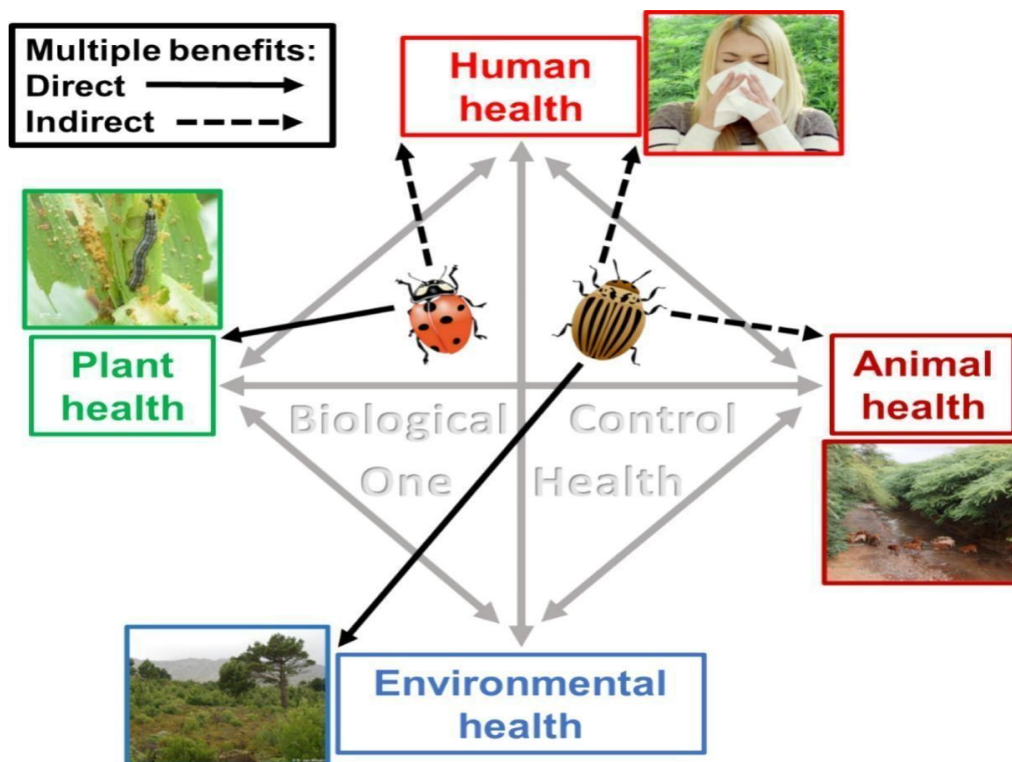 Multiple benefits:
Direct
Indirect
Human
health
Plant
health
Animal
health
Biological Control
One Health
Environmental
health